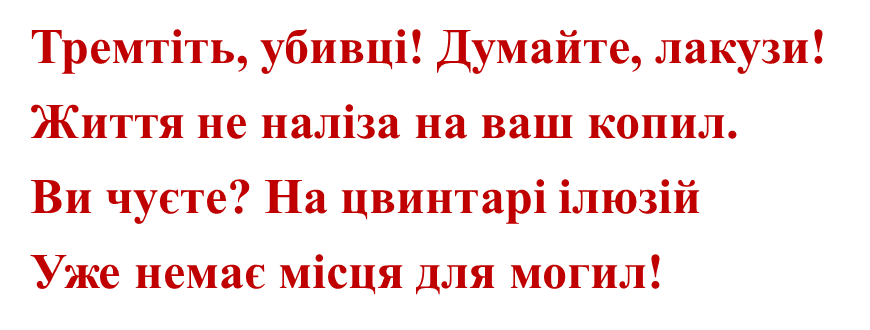 Тремтіть, убивці! Думайте, лакузи!
Життя не наліза на ваш копил.
Ви чуєте? На цвинтарі ілюзій
Уже немає місця для могил!